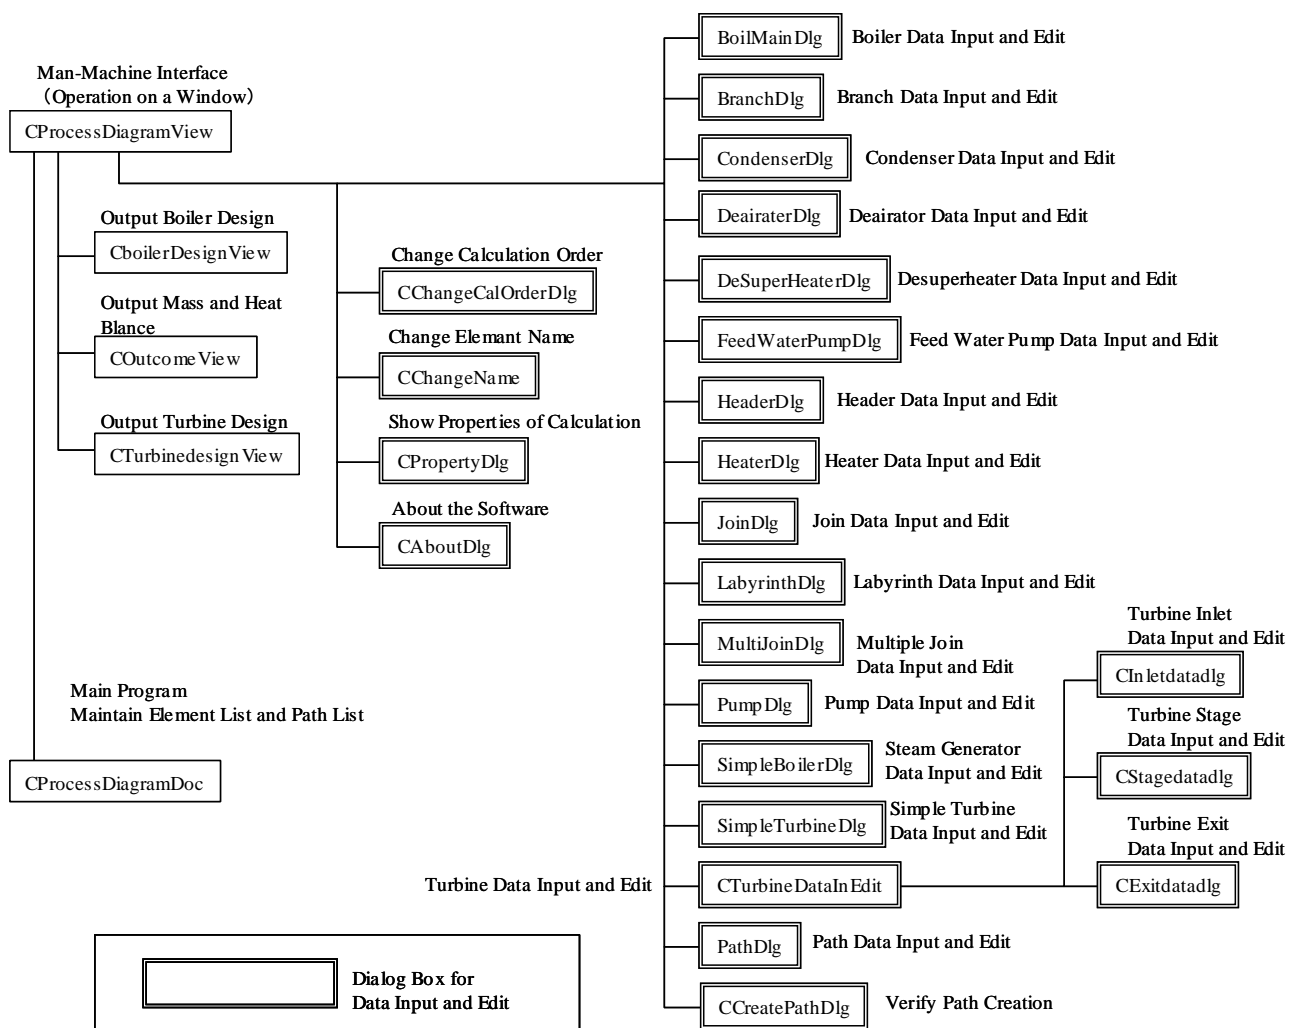 Man-Machine Interface
（Operation on a Window）
CProcessDiagramView
Output Boiler Design
CboilerDesignView
Output Mass and Heat
Blance
COutcomeView
Output Turbine Design
CTurbinedesignView
Main Program
Maintain Element List and Path List
CProcessDiagramDoc
Change Calculation Order
CChangeCalOrderDlg
Change Elemant Name
CChangeName
Show Properties of Calculation
CPropertyDlg
About the Software
CAboutDlg
BoilMainDlg Boiler Data Input and Edit
BranchDlg Branch Data Input and Edit
CondenserDlg Condenser Data Input and Edit
DeairaterDlg Deairator Data Input and Edit
DeSuperHeaterDlg Desuperheater Data Input and Edit
FeedWaterPumpDlg Feed Water Pump Data Input and Edit
HeaderDlg Header Data Input and Edit
HeaterDlg Heater Data Input and Edit
JoinDlg Join Data Input and Edit
LabyrinthDlg Labyrinth Data Input and Edit
MultiJoinDlg Multiple Join
Data Input and Edit
PumpDlg Pump Data Input and Edit
SimpleBoilerDlg Steam Generator
Data Input and Edit
SimpleTurbineDlg Simple Turbine
Data Input and Edit
Turbine Data Input and Edit CTurbineDataInEdit
Turbine Inlet
Data Input and Edit
CInletdatadlg
Turbine Stage
Data Input and Edit
CStagedatadlg
Turbine Exit
Data Input and Edit
CExitdatadlg
PathDlg Path Data Input and Edit
CCreatePathDlg Verify Path Creation
Dialog Box for
Data Input and Edit